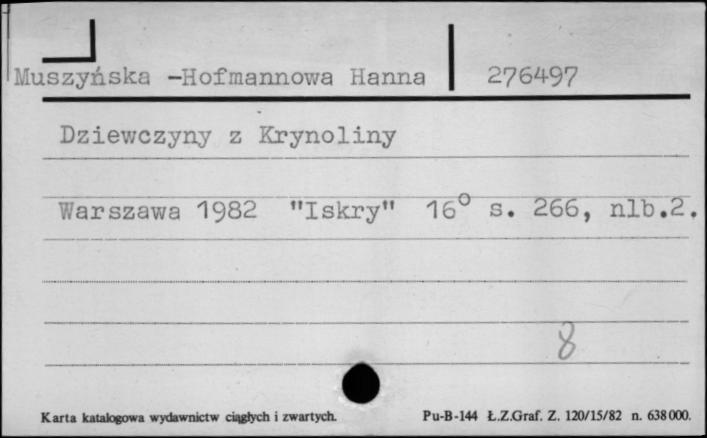 Muszyńska -Hofmannowa Hanna 276497
Dziewczyny z Krynoliny
Warszawa 1982 "Iskry" 16° s. 266, nlb.2.
8
Karta katalogowa wydawnictw ciągłych i zwartych. Pu-B-144 Ł.Z.Graf. Z. 120/15/82 n. 638000.